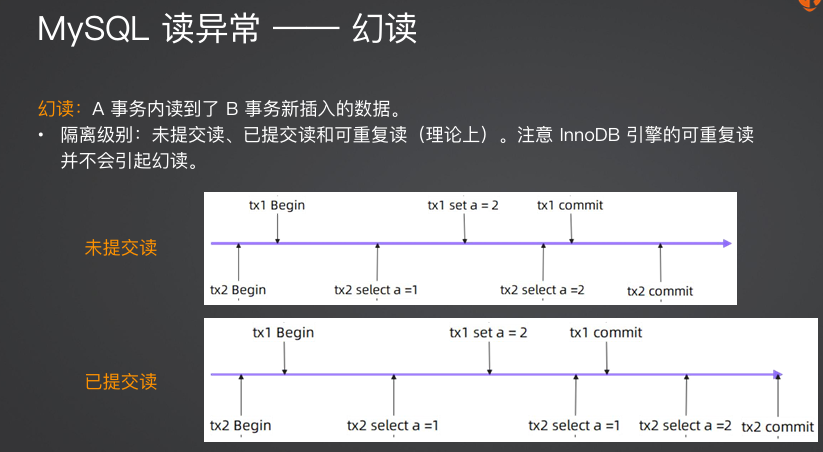 MySQL 读异常 —— 幻读
幻读：A 事务内读到了 B 事务新插入的数据。
• 隔离级别：未提交读、已提交读和可重复读（理论上）。注意 InnoDB 引擎的可重复读
并不会引起幻读。
未提交读
tx1 Begin
tx1 set a = 2
tx1 commit
tx2 Begin
tx2 select a =1
tx2 select a =2
tx2 commit
已提交读
tx1 Begin
tx1 set a = 2
tx1 commit
tx2 Begin
tx2 select a =1
tx2 select a =1
tx2 select a =2
tx2 commit